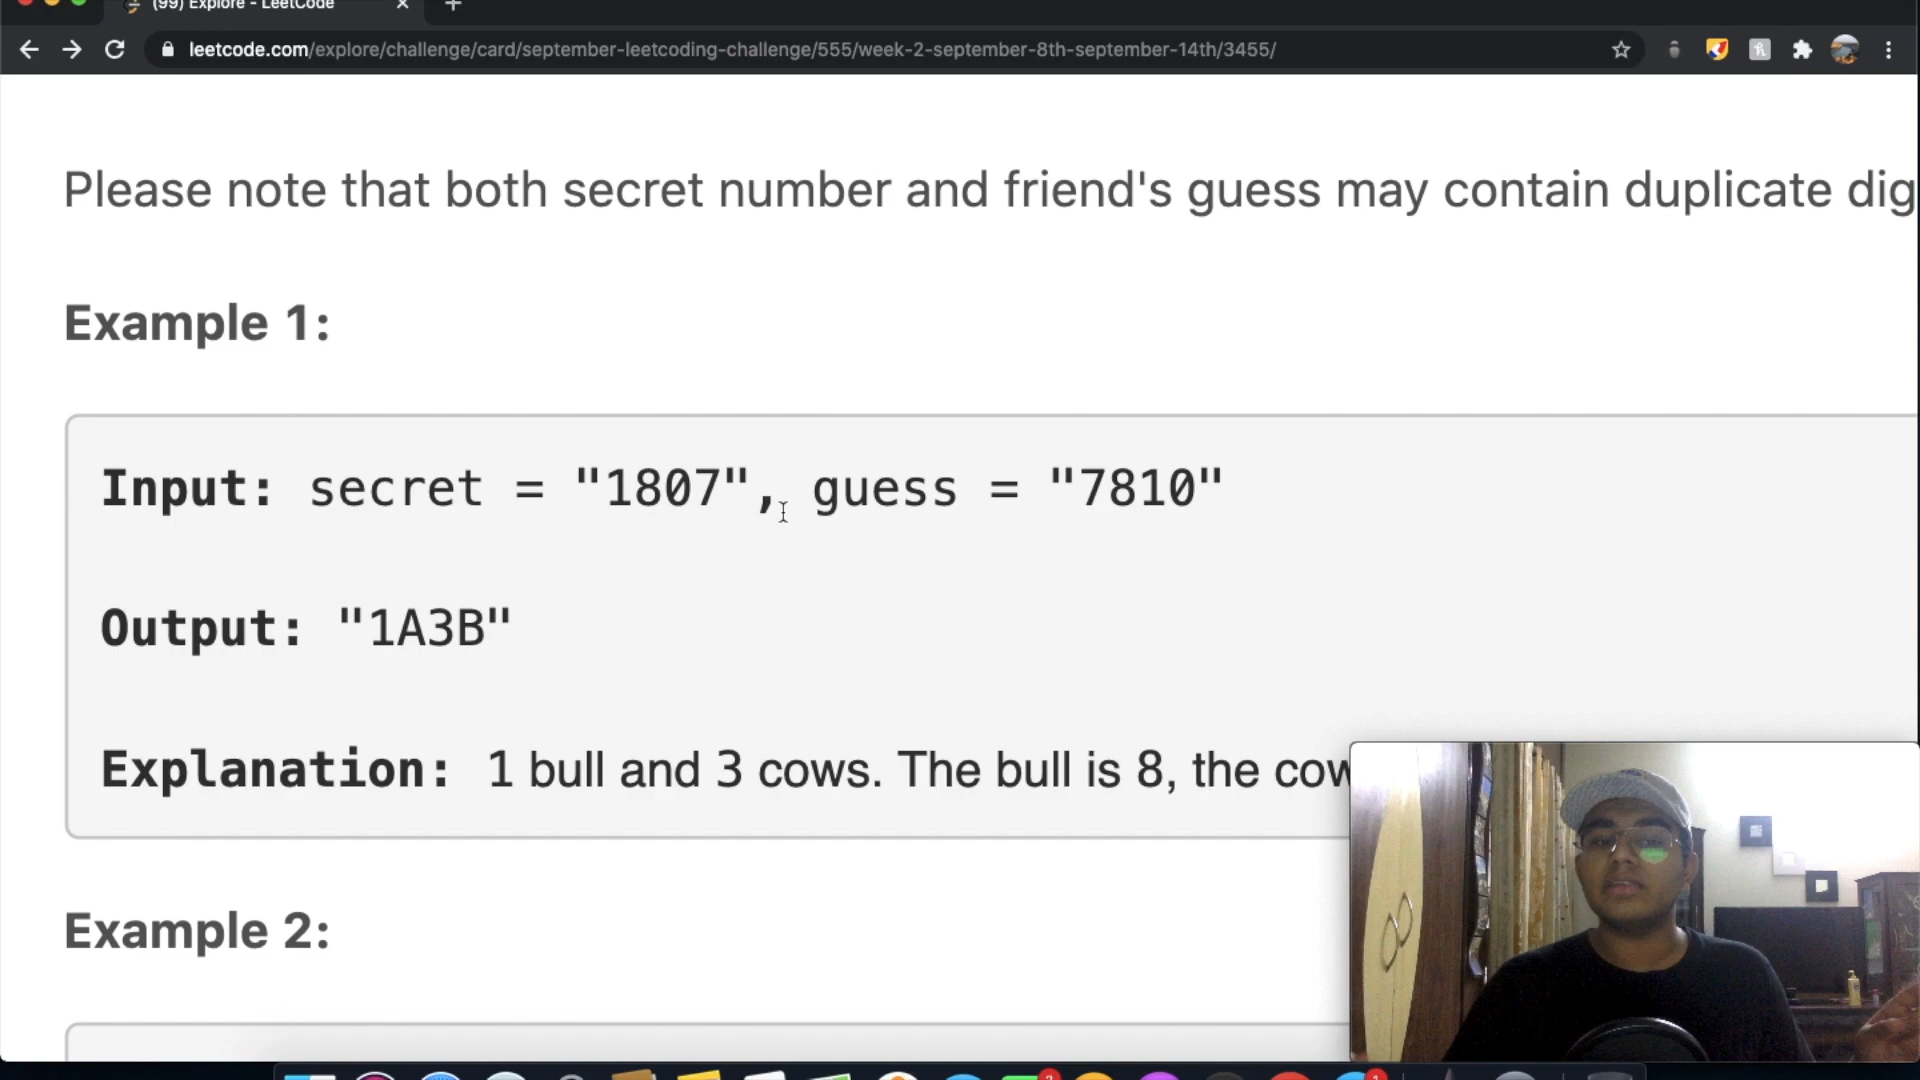 (99) Explore - LeetCode
leetcode.com/explore/challenge/card/september-leetcoding-challenge/555/week-2-september-8th-september-14th/3455/
Please note that both secret number and friend's guess may contain duplicate dig
Example 1:
Input: secret = "1807", guess = "7810"
Output: "1A3B"
Explanation: 1 bull and 3 cows. The bull is 8, the cow
Example 2: